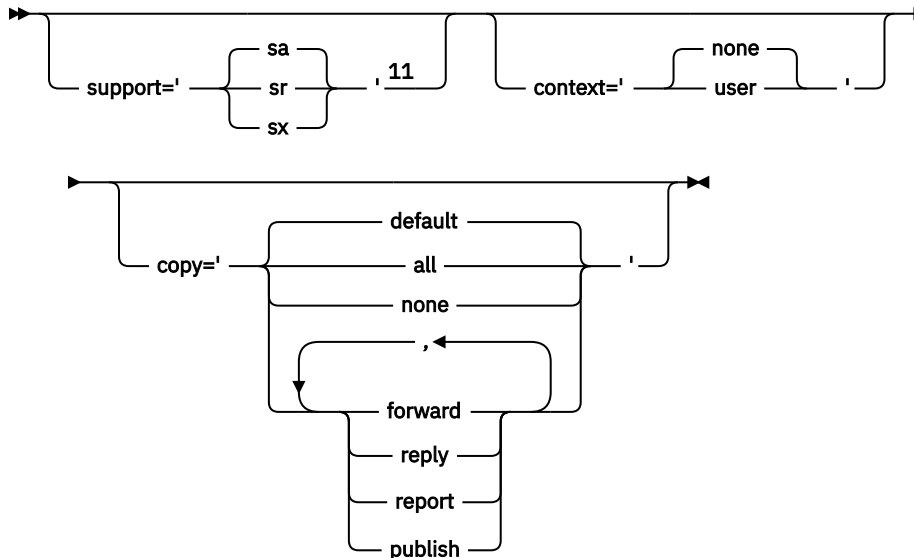 sa
support=' sr ' 11
sx
none
context=' user '
default
copy=' all '
none
,
forward
reply
report
publish